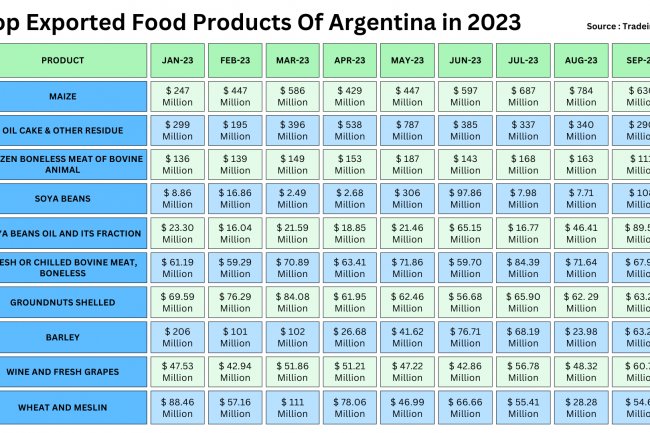 op Exported Food Products Of Argentina in 2023
Source : Tradei
PRODUCT JAN-23 FEB-23 MAR-23 APR-23 MAY-23 JUN-23 JUL-23 AUG-23 SEP-2
MAIZE $ 247 Million $ 447 Million $ 586 Million $ 429 Million $ 447 Million $ 597 Million $ 687 Million $ 784 Million $ 63 Million
OIL CAKE & OTHER RESIDUE $ 299 Million $ 195 Million $ 396 Million $ 538 Million $ 787 Million $ 385 Million $ 337 Million $ 340 Million $ 29 Million
ZEN BONELESS MEAT OF BOVINE
ANIMAL $ 136 Million $ 139 Million $ 149 Million $ 153 Million $ 187 Million $ 143 Million $ 168 Million $ 163 Million $ 11 Million
SOYA BEANS $ 8.86 Million $ 16.86 Million $ 2.49 Million $ 2.68 Million $ 306 Million $ 97.86 Million $ 7.98 Million $ 7.71 Million $ 10 Million
YA BEANS OIL AND ITS FRACTION $ 23.30 Million $ 16.04 Million $ 21.59 Million $ 18.85 Million $ 21.46 Million $ 65.15 Million $ 16.77 Million $ 46.41 Million $ 89.5 Million
ESH OR CHILLED BOVINE MEAT,
BONELESS $ 61.19 Million $ 59.29 Million $ 70.89 Million $ 63.41 Million $ 71.86 Million $ 59.70 Million $ 84.39 Million $ 71.64 Million $ 67.9 Million
GROUNDNUTS SHELLED $ 69.59 Million $ 76.29 Million $ 84.08 Million $ 61.95 Million $ 62.46 Million $ 56.68 Million $ 65.90 Million $ 62. 29 Million $ 63.2 Million
BARLEY $ 206 Million $ 101 Million $ 102 Million $ 26.68 Million $ 41.62 Million $ 76.71 Million $ 68.19 Million $ 23.98 Million $ 63.2 Million
WINE AND FRESH GRAPES $ 47.53 Million $ 42.94 Million $ 51.86 Million $ 51.21 Million $ 47.22 Million $ 42.86 Million $ 56.78 Million $ 48.32 Million $ 60.7 Million
WHEAT AND MESLIN $ 88.46 Million $ 57.16 Million $ 111 Million $ 78.06 Million $ 46.99 Million $ 66.66 Million $ 55.41 Million $ 28.28 Million $ 54.6 Million